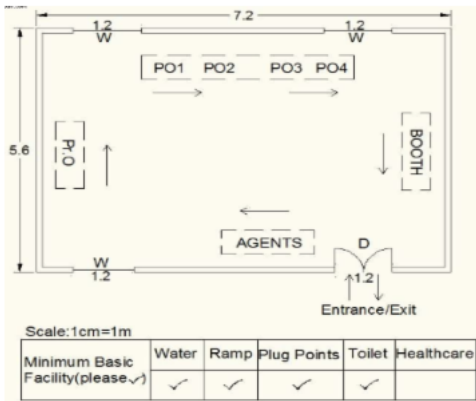 7.2
1.2 1.2
W W
PO1 PO2 PO3 PO4
5.6
Pr.O
BOOTH
AGENTS
W D
1.2 1.2
Entrance/Exit
Scale:1cm=1m
Minimum Basic Facility(please ✓) Water Ramp Plug Points Toilet Healthcare
✓ ✓ ✓ ✓